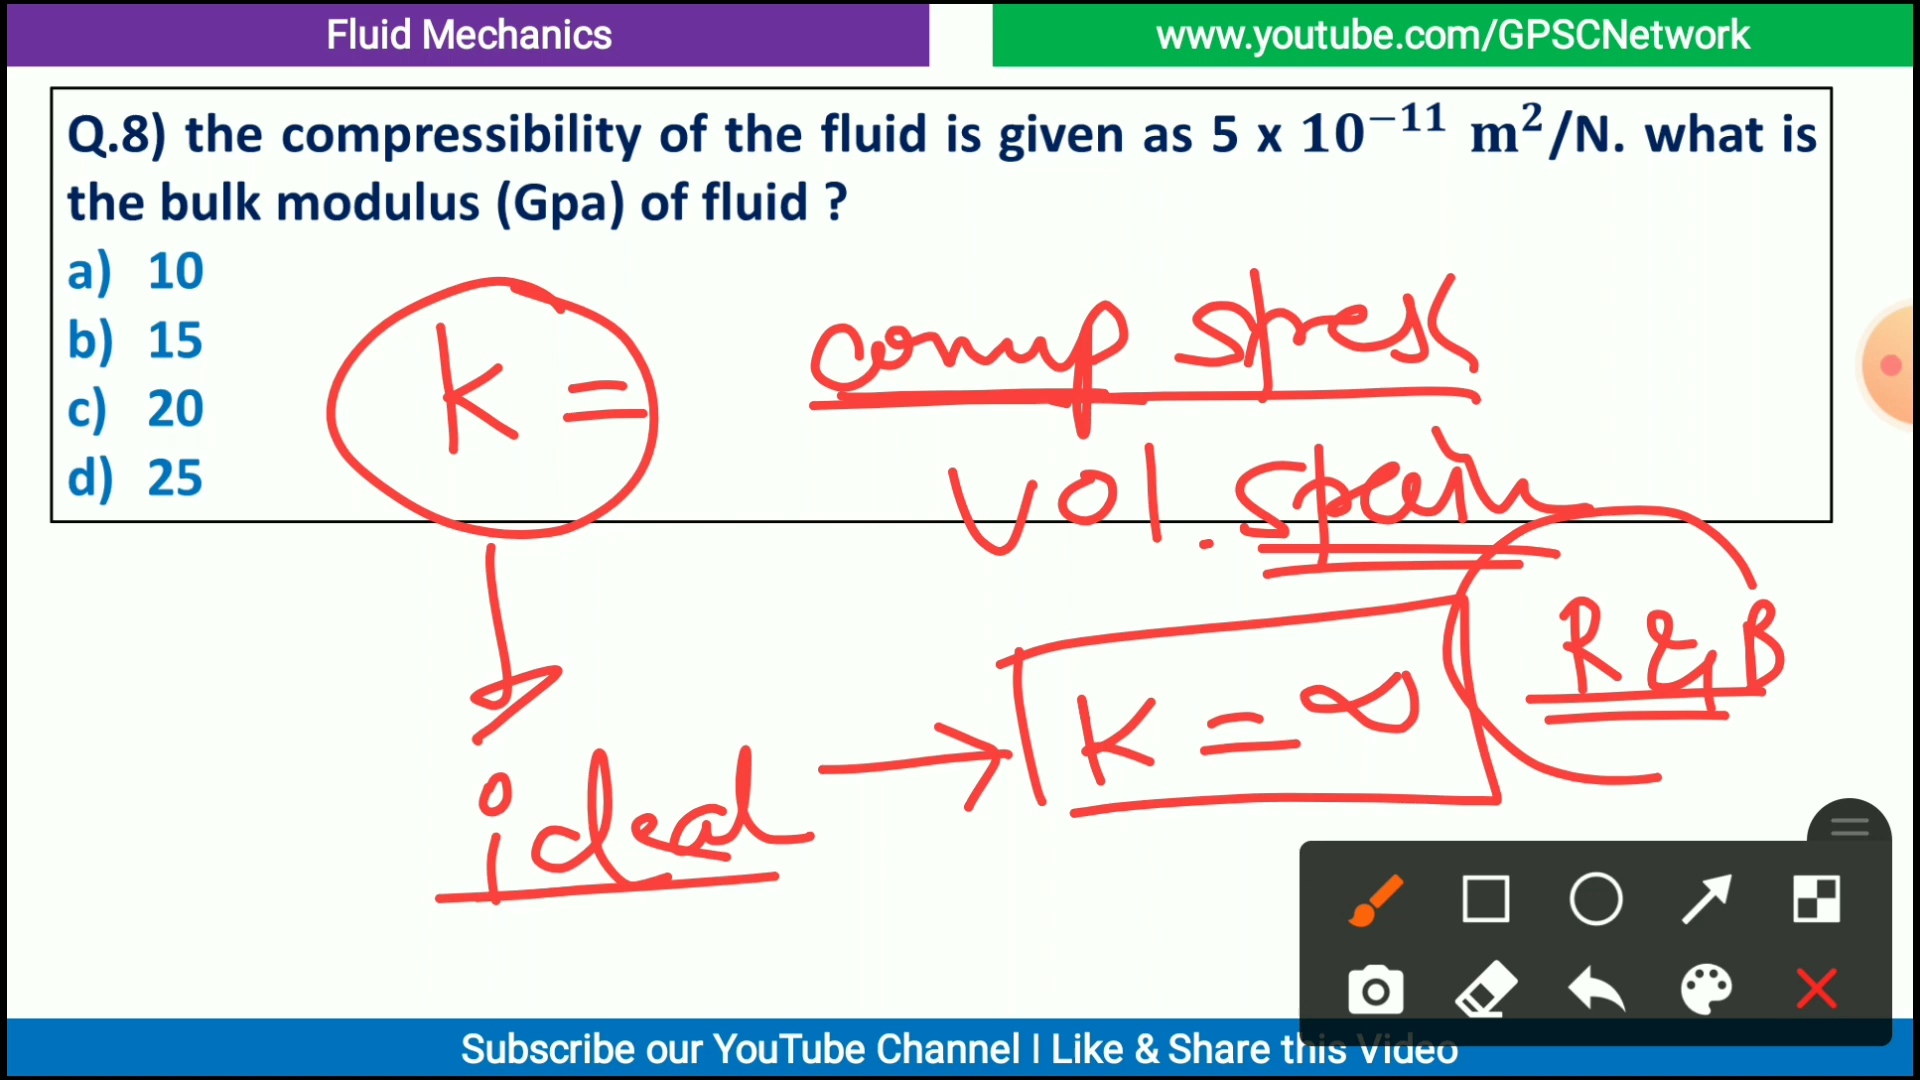 Fluid Mechanics
www.youtube.com/GPSCNetwork
Q.8) the compressibility of the fluid is given as 5 x 10⁻¹¹ m²/N. what is
the bulk modulus (Gpa) of fluid ?
a) 10
b) 15
c) 20
d) 25
K =
comp stress
vol. strain
R & B
K = ∞
ideal
Subscribe our YouTube Channel | Like & Share this Video